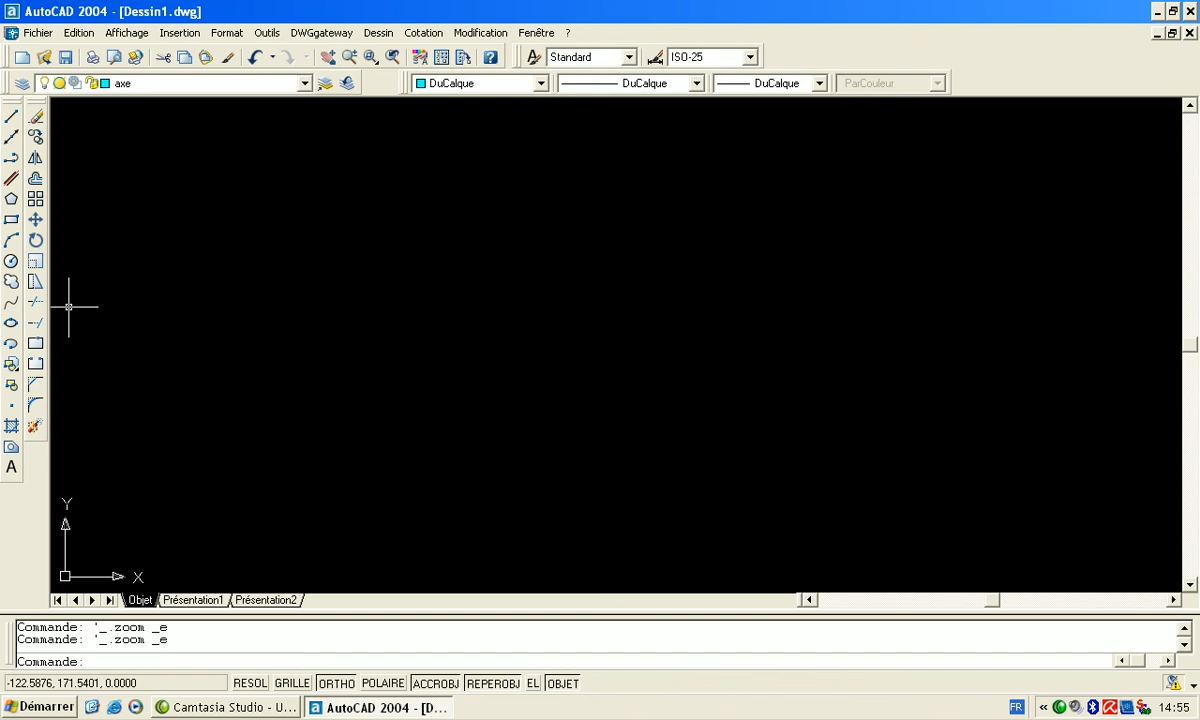 AutoCAD 2004 - [Dessin1.dwg]
Fichier Edition Affichage Insertion Format Outils DWGgateway Dessin Cotation Modification Fenêtre ?
Standard ISO-25
axe DuCalque DuCalque DuCalque ParCouleur
A
Y
X
Objet Présentation1 Présentation2
Commande: '_.zoom _e
Commande: '_.zoom _e
Commande:
-122.5876, 171.5401, 0.0000 RESOL GRILLE ORTHO POLAIRE ACCROBJ REPEROBJ EL OBJET
Démarrer Camtasia Studio - U... AutoCAD 2004 - [D... FR « 14:55